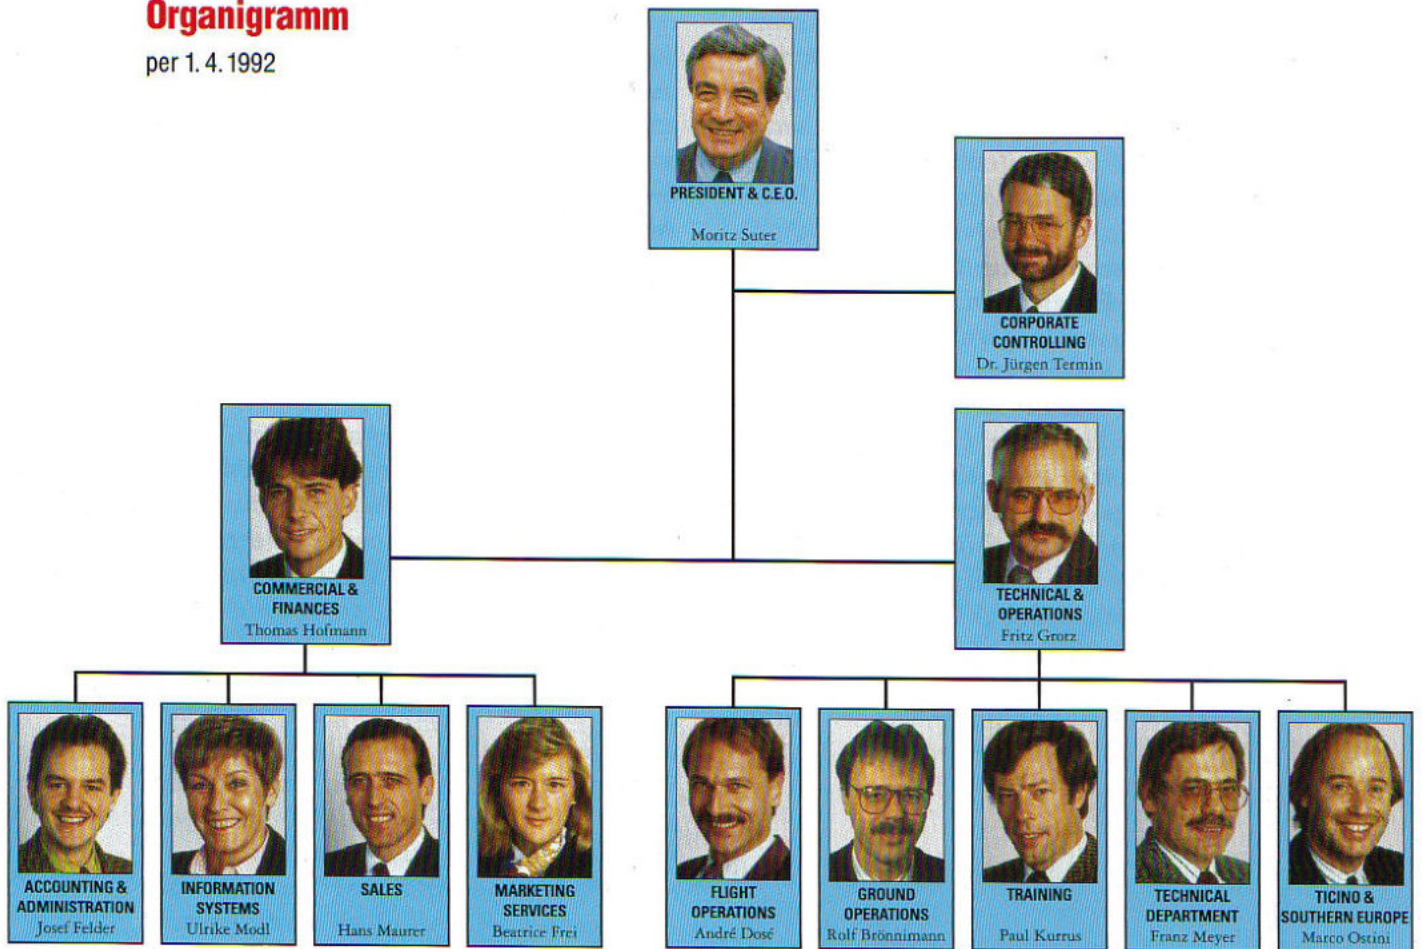 Organigramm
per 1. 4. 1992
PRESIDENT & C.E.O.
Moritz Suter
CORPORATE
CONTROLLING
Dr. Jürgen Termin
COMMERCIAL &
FINANCES
Thomas Hofmann
TECHNICAL &
OPERATIONS
Fritz Grotz
ACCOUNTING &
ADMINISTRATION
Josef Felder
INFORMATION
SYSTEMS
Ulrike Modl
SALES
Hans Maurer
MARKETING
SERVICES
Beatrice Frei
FLIGHT
OPERATIONS
André Dosé
GROUND
OPERATIONS
Rolf Brönnimann
TRAINING
Paul Kurrus
TECHNICAL
DEPARTMENT
Franz Meyer
TICINO &
SOUTHERN EUROPE
Marco Ostini